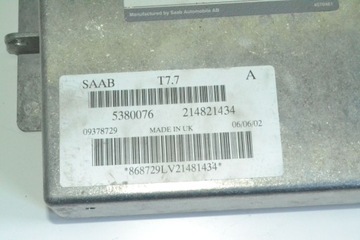 Manufactured by Saab Automobile AB
SAAB T7.7 A
5380076 214821434
09378729 MADE IN UK 06/06/02
*868729LV21481434*